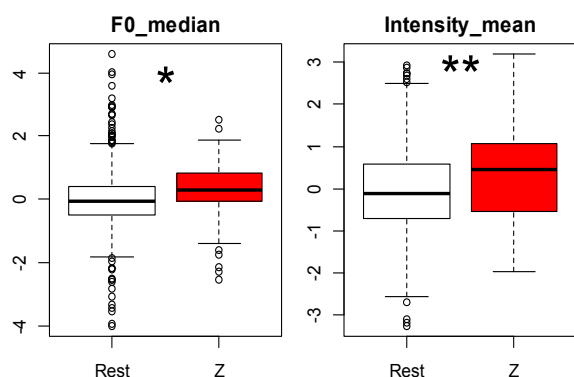 F0_median
Intensity_mean
4
2
0
-2
-4
*
Rest
Z
3
2
1
0
-1
-2
-3
**
Rest
Z